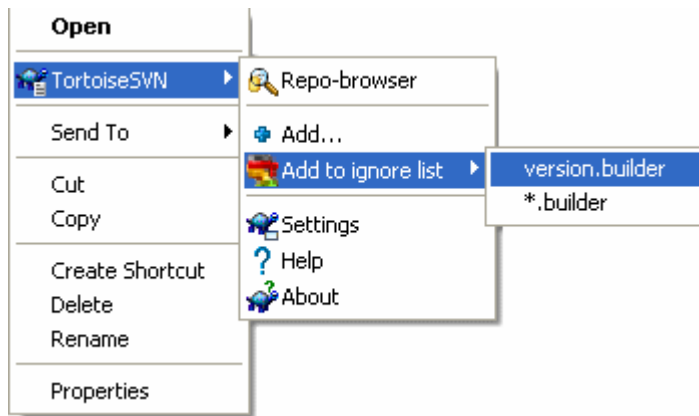 Open
TortoiseSVN
Send To
Cut
Copy
Create Shortcut
Delete
Rename
Properties
Repo-browser
Add...
Add to ignore list
Settings
Help
About
version.builder
*.builder